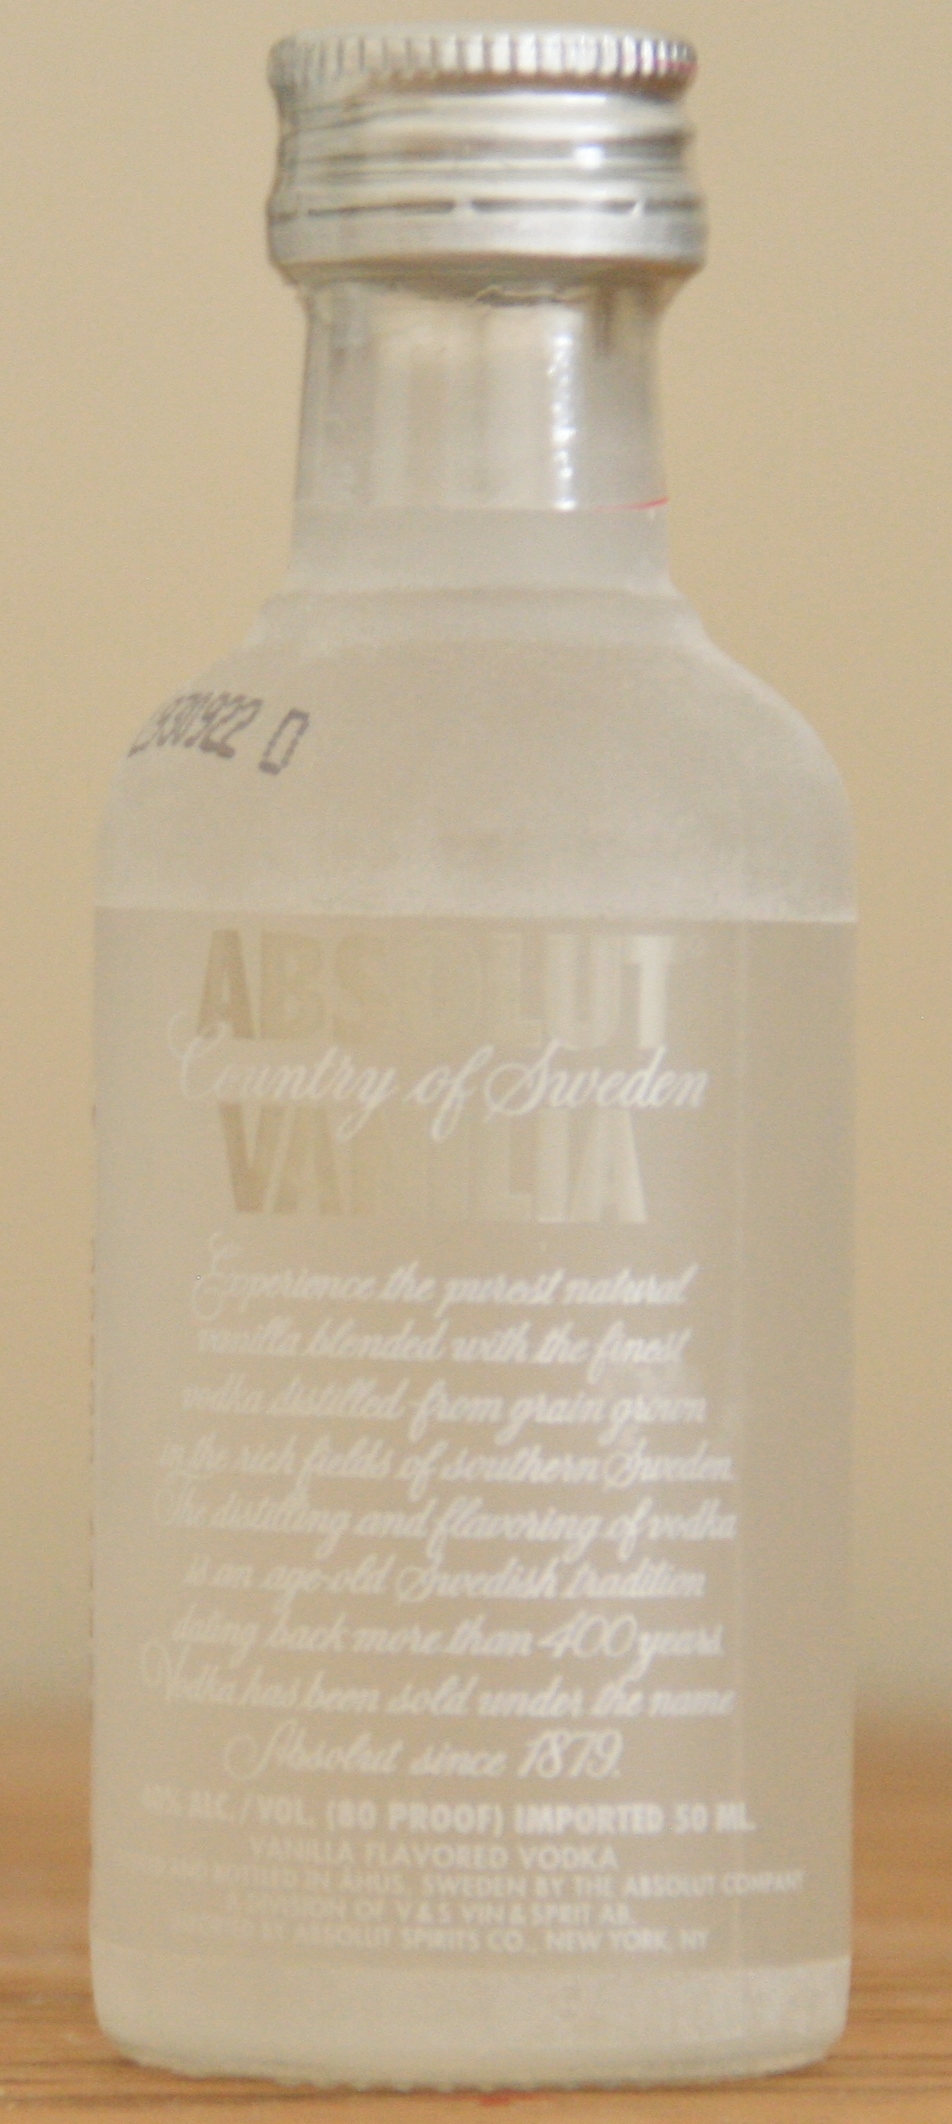 930922 D
ABSOLUT
Country of Sweden
VANILIA
Experience the purest natural
vanilla blended with the finest
vodka distilled from grain grown
in the rich fields of southern Sweden.
The distilling and flavoring of vodka
is an age-old Swedish tradition
dating back more than 400 years.
Vodka has been sold under the name
Absolut since 1879.
40% ALC./VOL. (80 PROOF) IMPORTED 50 ML.
VANILLA FLAVORED VODKA
AND BOTTLED IN ÅHUS, SWEDEN BY THE ABSOLUT COMPANY
A DIVISION OF V & S VIN & SPRIT AB.
BY ABSOLUT SPIRITS CO., NEW YORK, NY